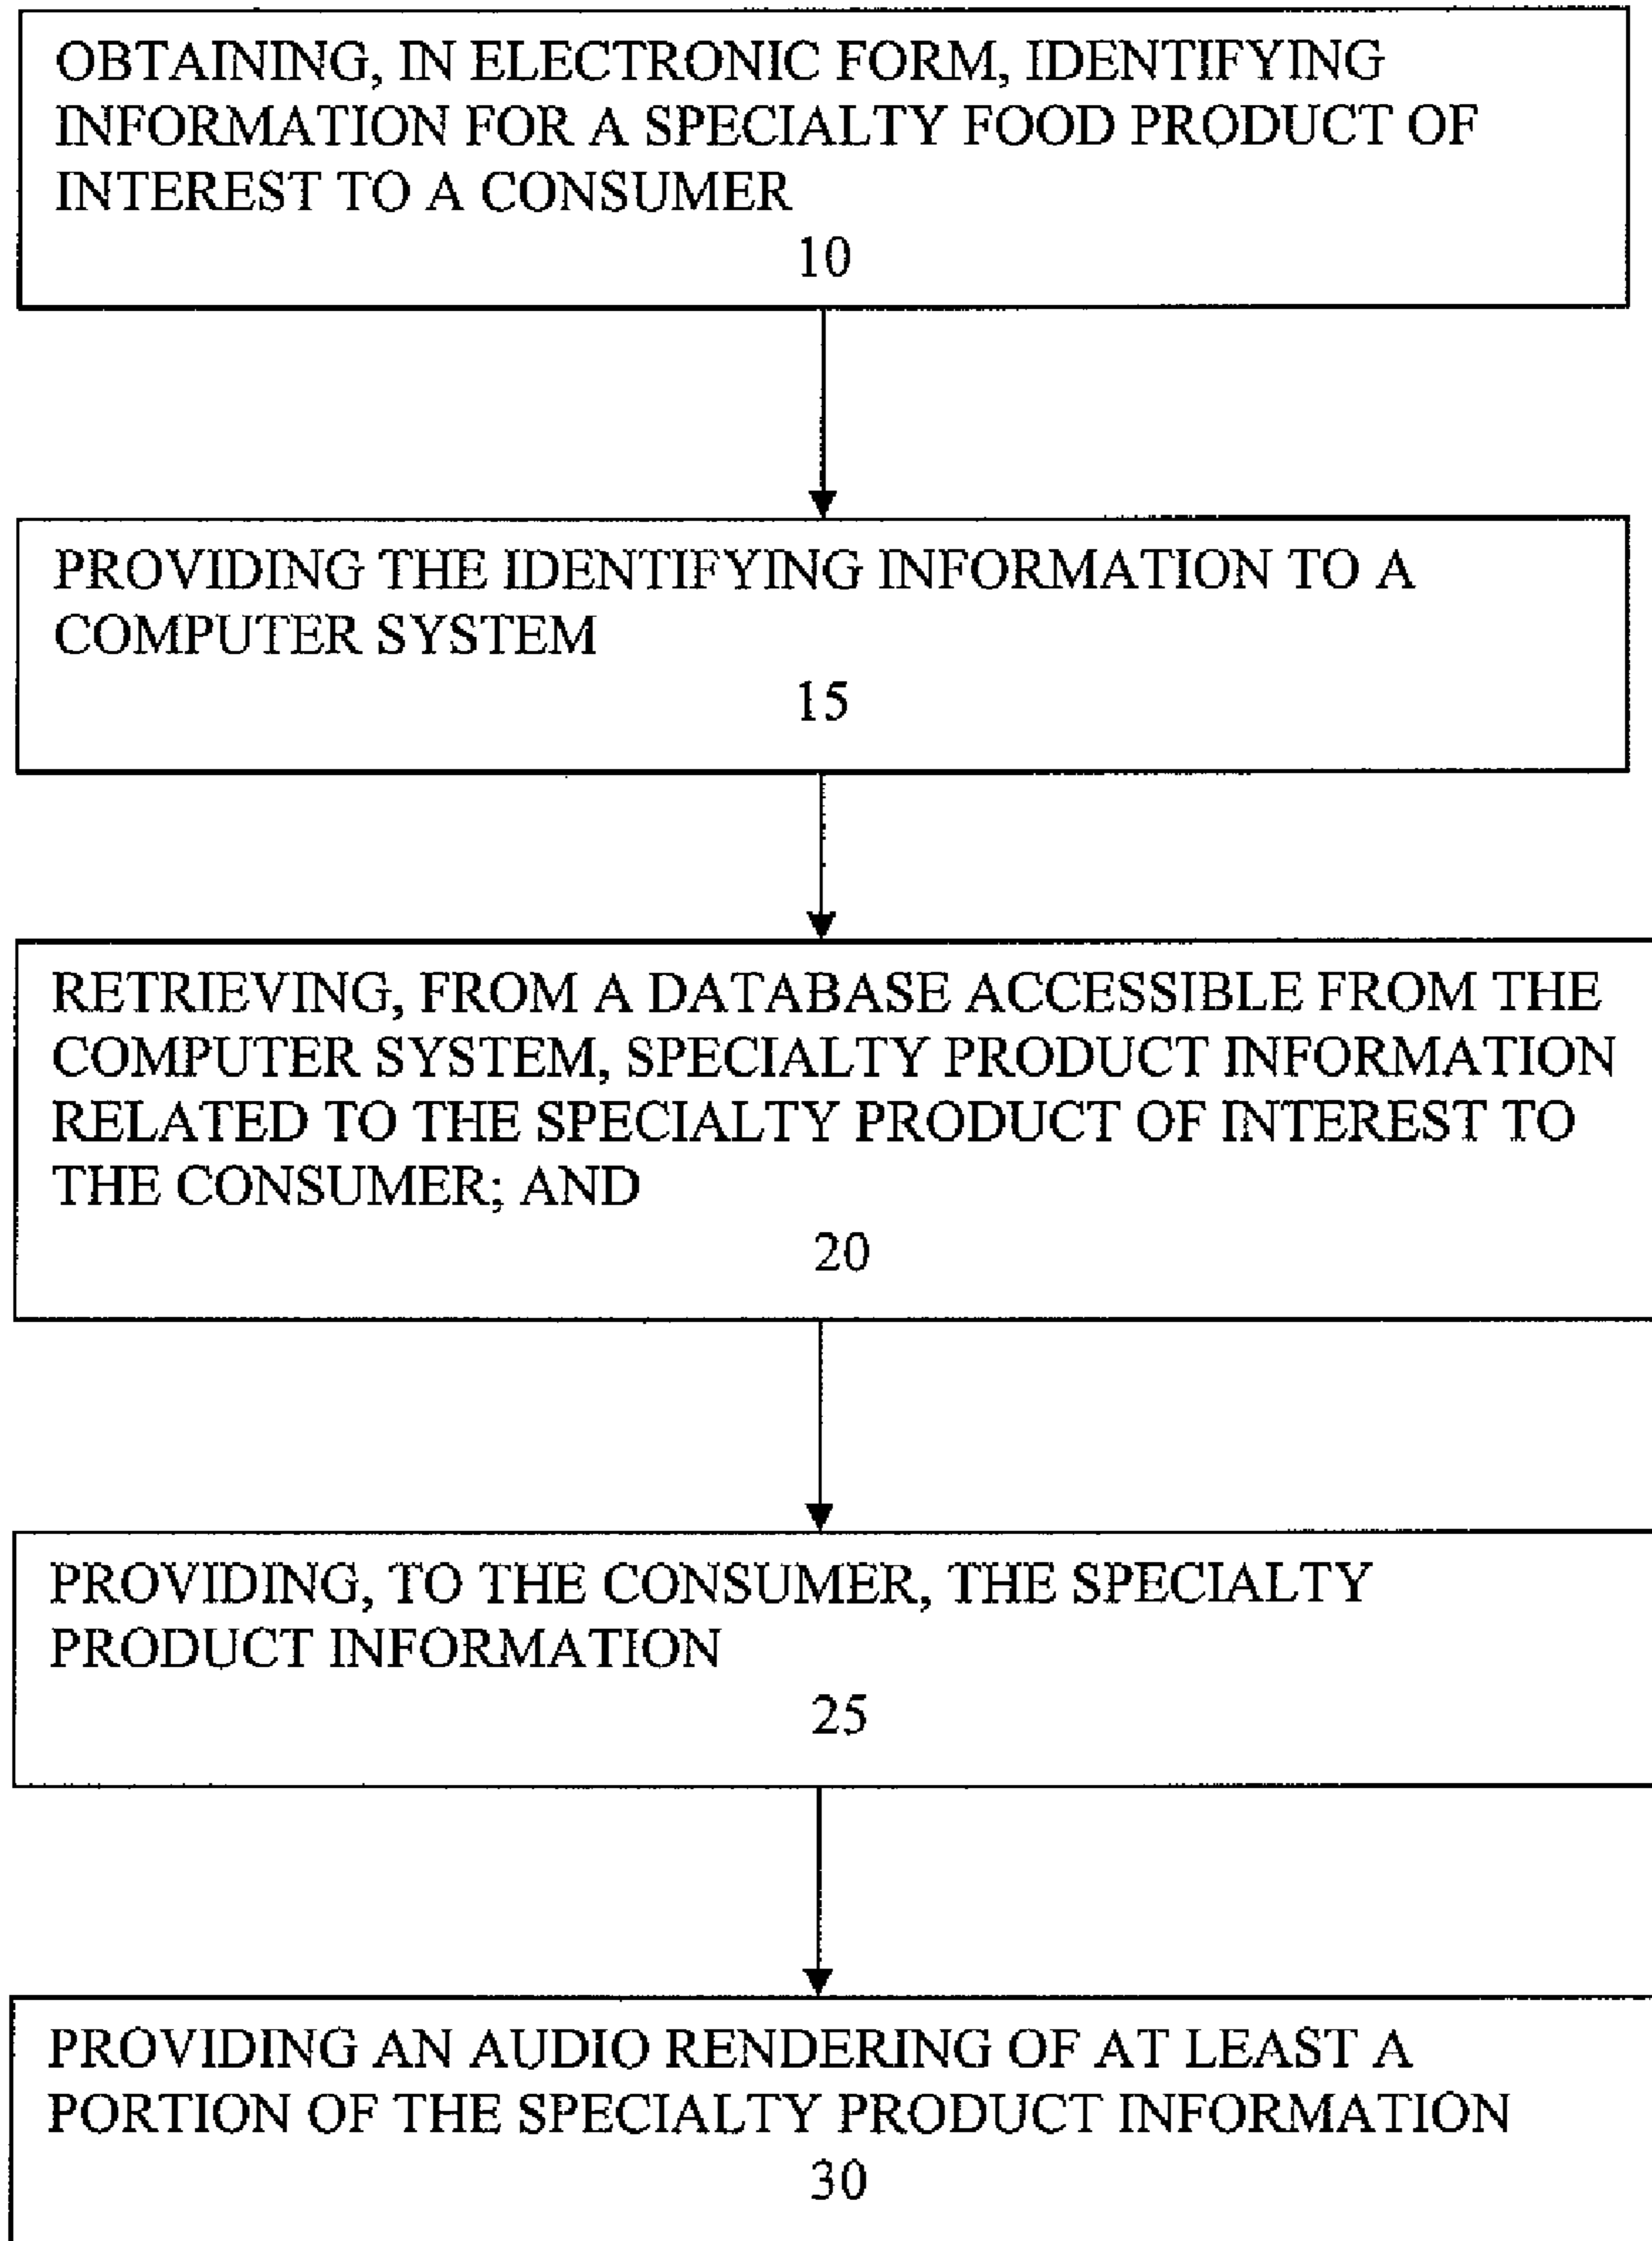 OBTAINING, IN ELECTRONIC FORM, IDENTIFYING
INFORMATION FOR A SPECIALTY FOOD PRODUCT OF
INTEREST TO A CONSUMER
10
PROVIDING THE IDENTIFYING INFORMATION TO A
COMPUTER SYSTEM
15
RETRIEVING, FROM A DATABASE ACCESSIBLE FROM THE
COMPUTER SYSTEM, SPECIALTY PRODUCT INFORMATION
RELATED TO THE SPECIALTY PRODUCT OF INTEREST TO
THE CONSUMER; AND
20
PROVIDING, TO THE CONSUMER, THE SPECIALTY
PRODUCT INFORMATION
25
PROVIDING AN AUDIO RENDERING OF AT LEAST A
PORTION OF THE SPECIALTY PRODUCT INFORMATION
30